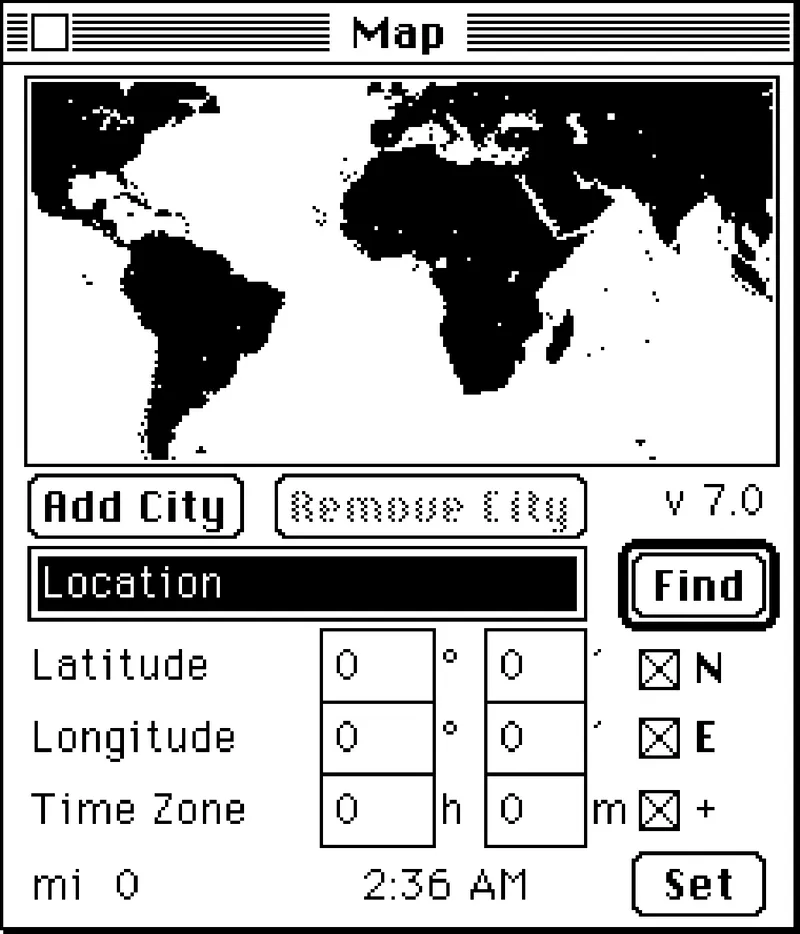 Map
Add City Remove City v 7.0
Location Find
Latitude 0 ° 0 ′ N
Longitude 0 ° 0 ′ E
Time Zone 0 h 0 m +
mi 0 2:36 AM Set